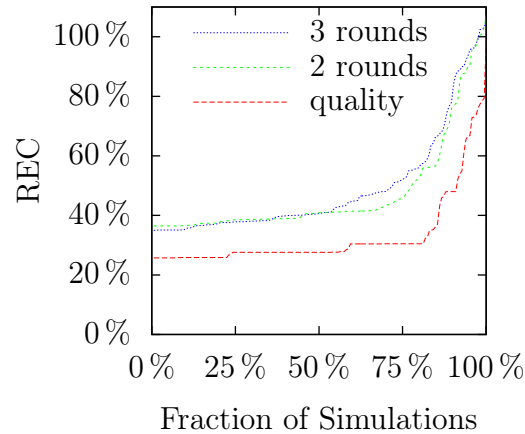 100 %
80 %
60 %
40 %
20 %
0 %
REC
3 rounds
2 rounds
quality
0 % 25 % 50 % 75 % 100 %
Fraction of Simulations